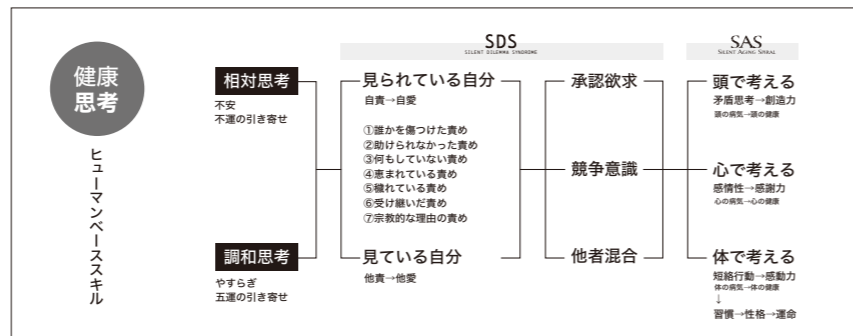 健康
思考
ヒューマンベーススキル
相対思考
不安
不運の引き寄せ
調和思考
やすらぎ
五運の引き寄せ
SDS
SILENT DILEMMA SYNDROME
見られている自分
自責→自愛
①誰かを傷つけた責め
②助けられなかった責め
③何もしていない責め
④恵まれている責め
⑤穢れている責め
⑥受け継いだ責め
⑦宗教的な理由の責め
見ている自分
他責→他愛
承認欲求
競争意識
他者混合
SAS
SILENT AGING SPIRAL
頭で考える
矛盾思考→創造力
頭の病気→頭の健康
心で考える
感情性→感謝力
心の病気→心の健康
体で考える
短絡行動→感動力
体の病気→体の健康
↓
習慣→性格→運命